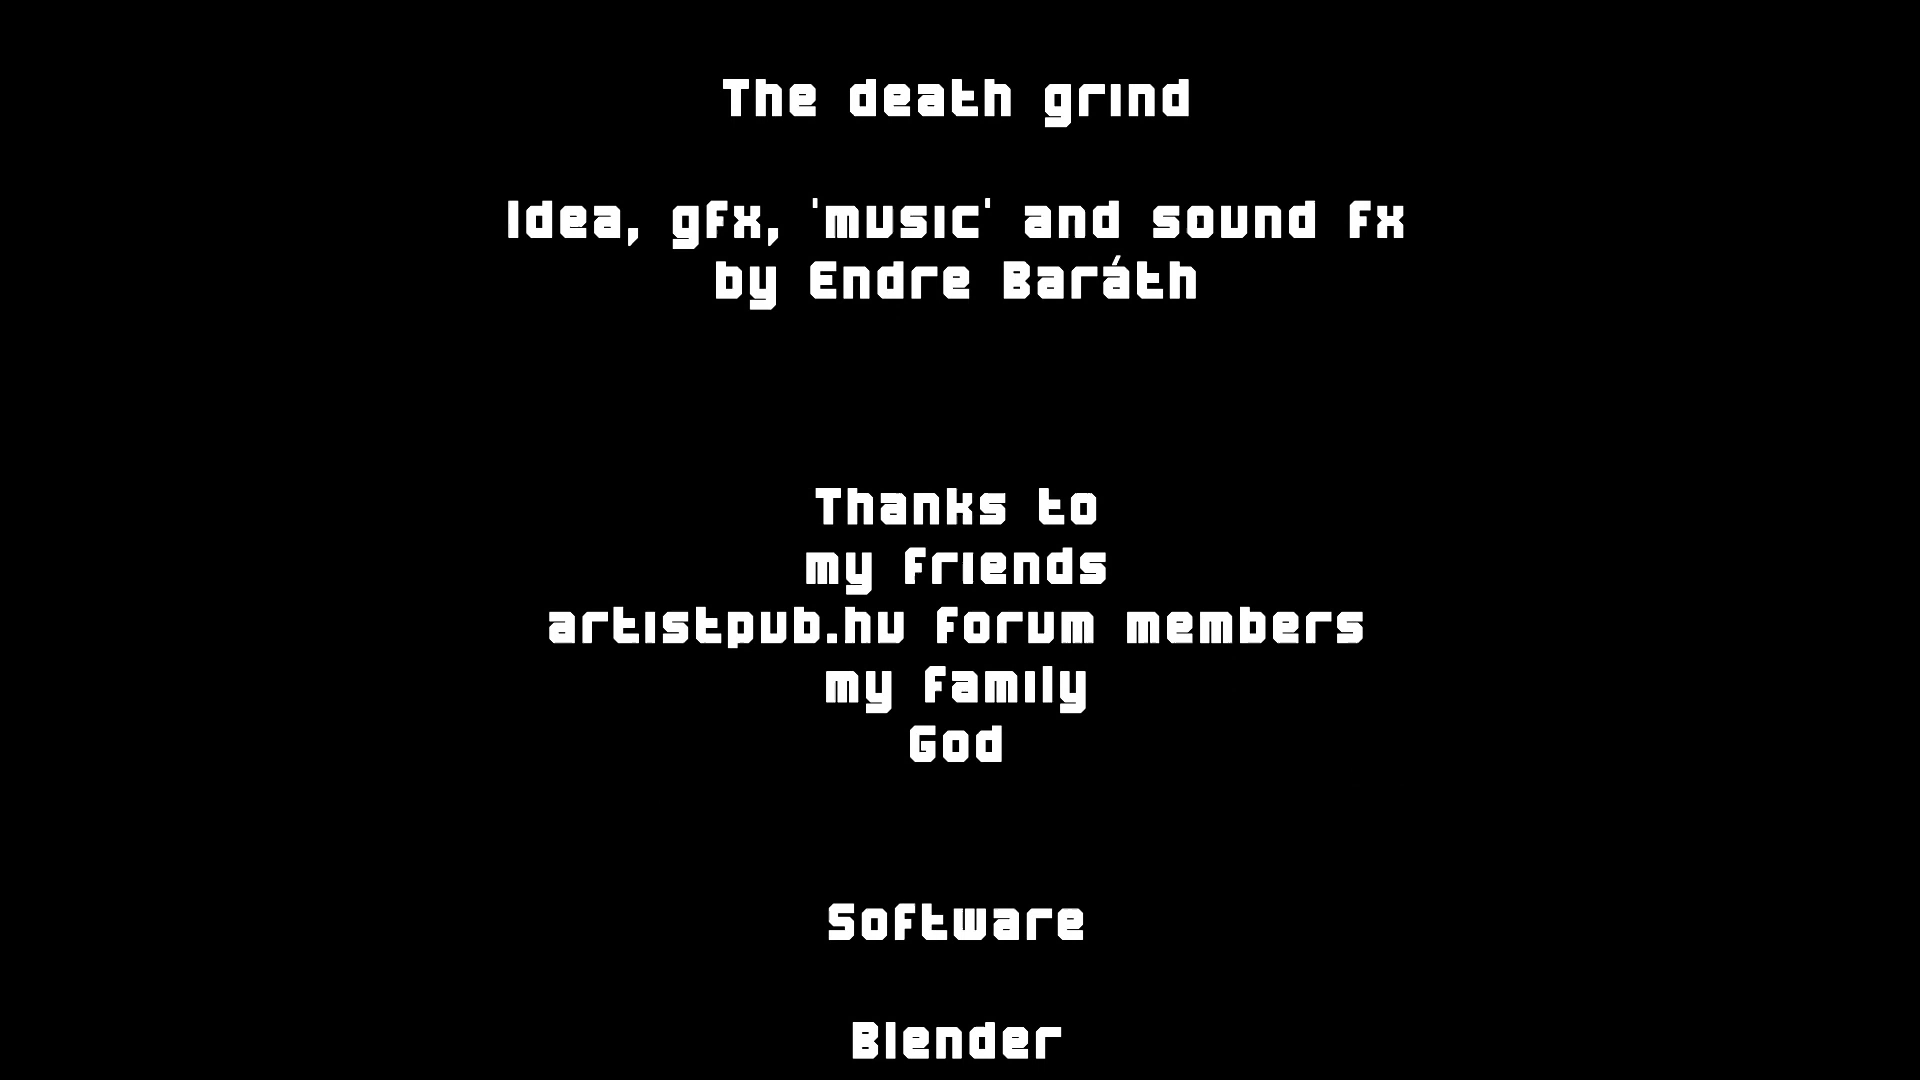 The death grind
Idea, gfx, 'music' and sound fx
by Endre Baráth
Thanks to
my friends
artistpub.hu forum members
my family
God
Software
Blender